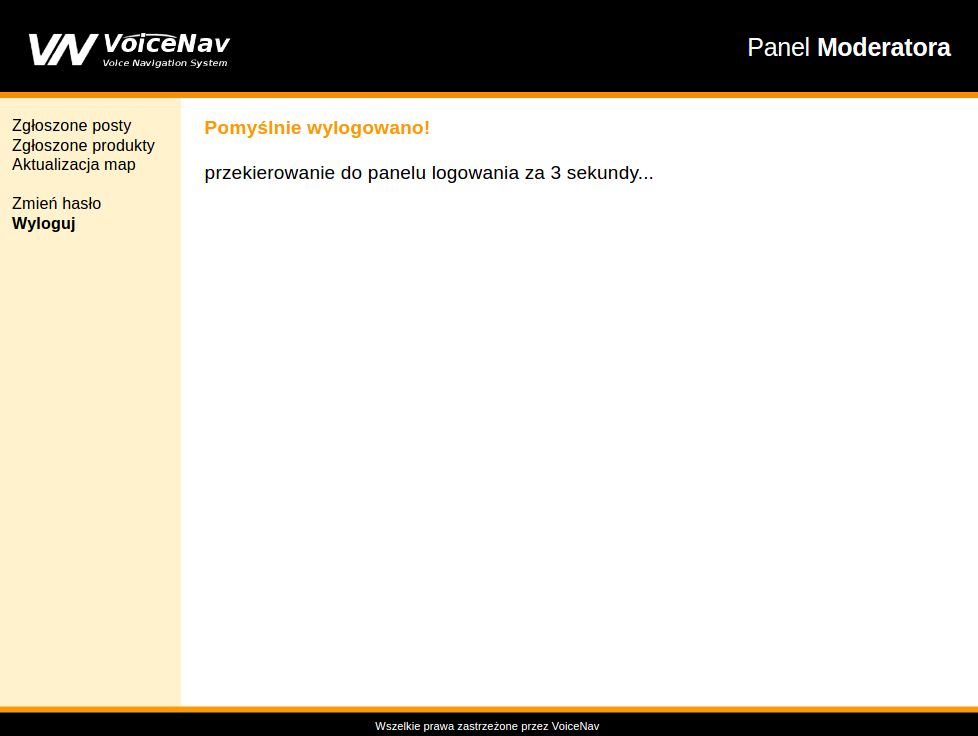 VN VoiceNav
Voice Navigation System
Panel Moderatora
Zgłoszone posty
Zgłoszone produkty
Aktualizacja map
Zmień hasło
Wyloguj
Pomyślnie wylogowano!
przekierowanie do panelu logowania za 3 sekundy...
Wszelkie prawa zastrzeżone przez VoiceNav